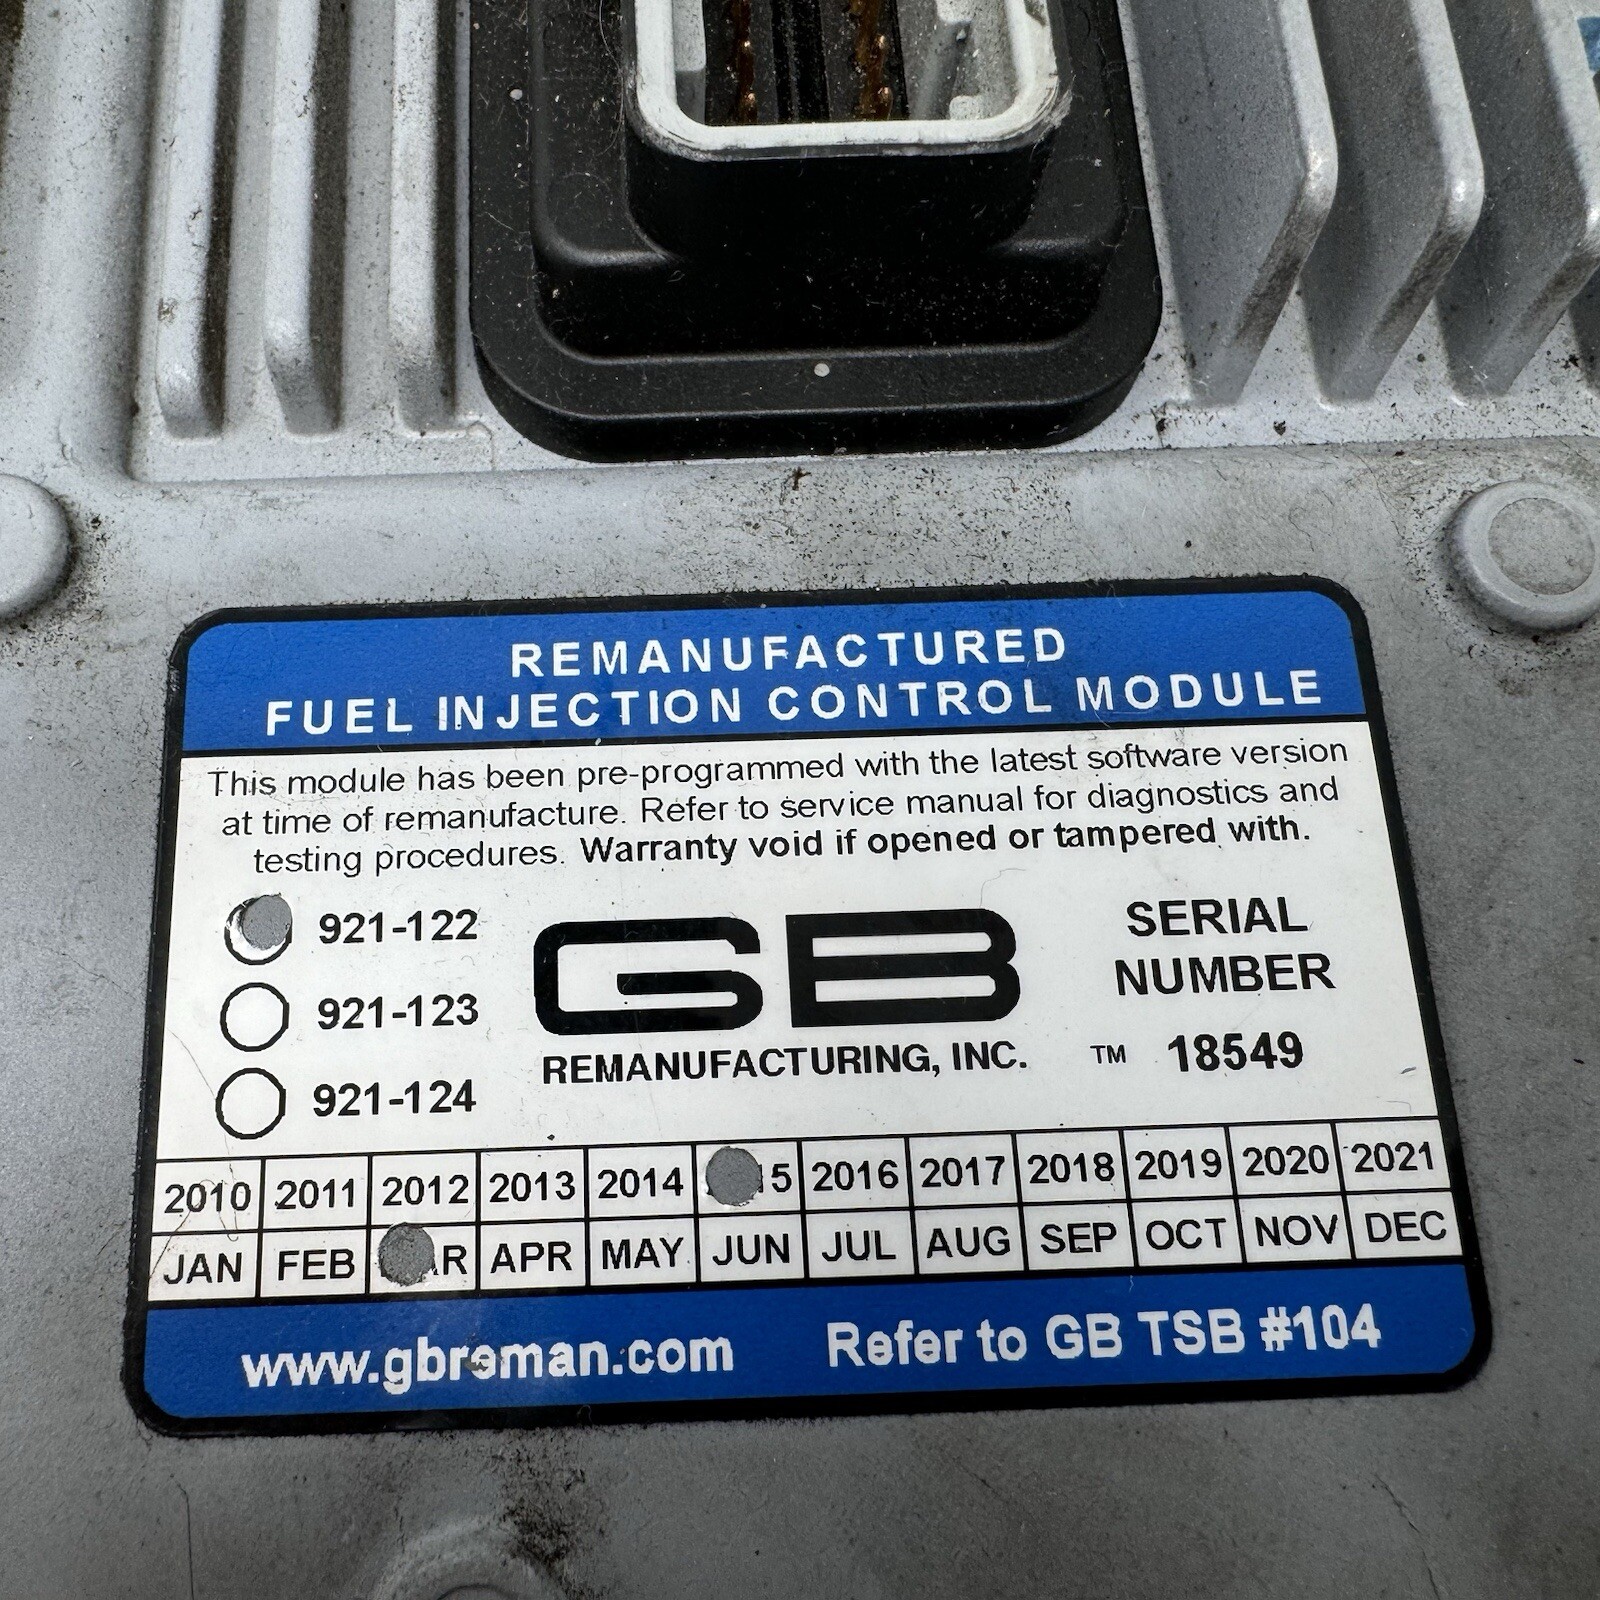 REMANUFACTURED
FUEL INJECTION CONTROL MODULE
This module has been pre-programmed with the latest software version
at time of remanufacture. Refer to service manual for diagnostics and
testing procedures. Warranty void if opened or tampered with.
921-122
921-123
921-124
GB
REMANUFACTURING, INC. TM
SERIAL
NUMBER
18549
2010 2011 2012 2013 2014 5 2016 2017 2018 2019 2020 2021
JAN FEB R APR MAY JUN JUL AUG SEP OCT NOV DEC
www.gbreman.com Refer to GB TSB #104